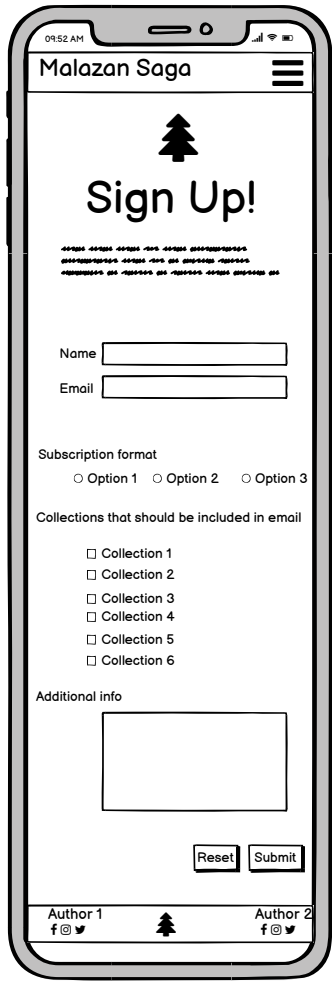 09:52 AM
Malazan Saga
Sign Up!
Name
Email
Subscription format
Option 1 Option 2 Option 3
Collections that should be included in email
Collection 1
Collection 2
Collection 3
Collection 4
Collection 5
Collection 6
Additional info
Reset Submit
Author 1 Author 2